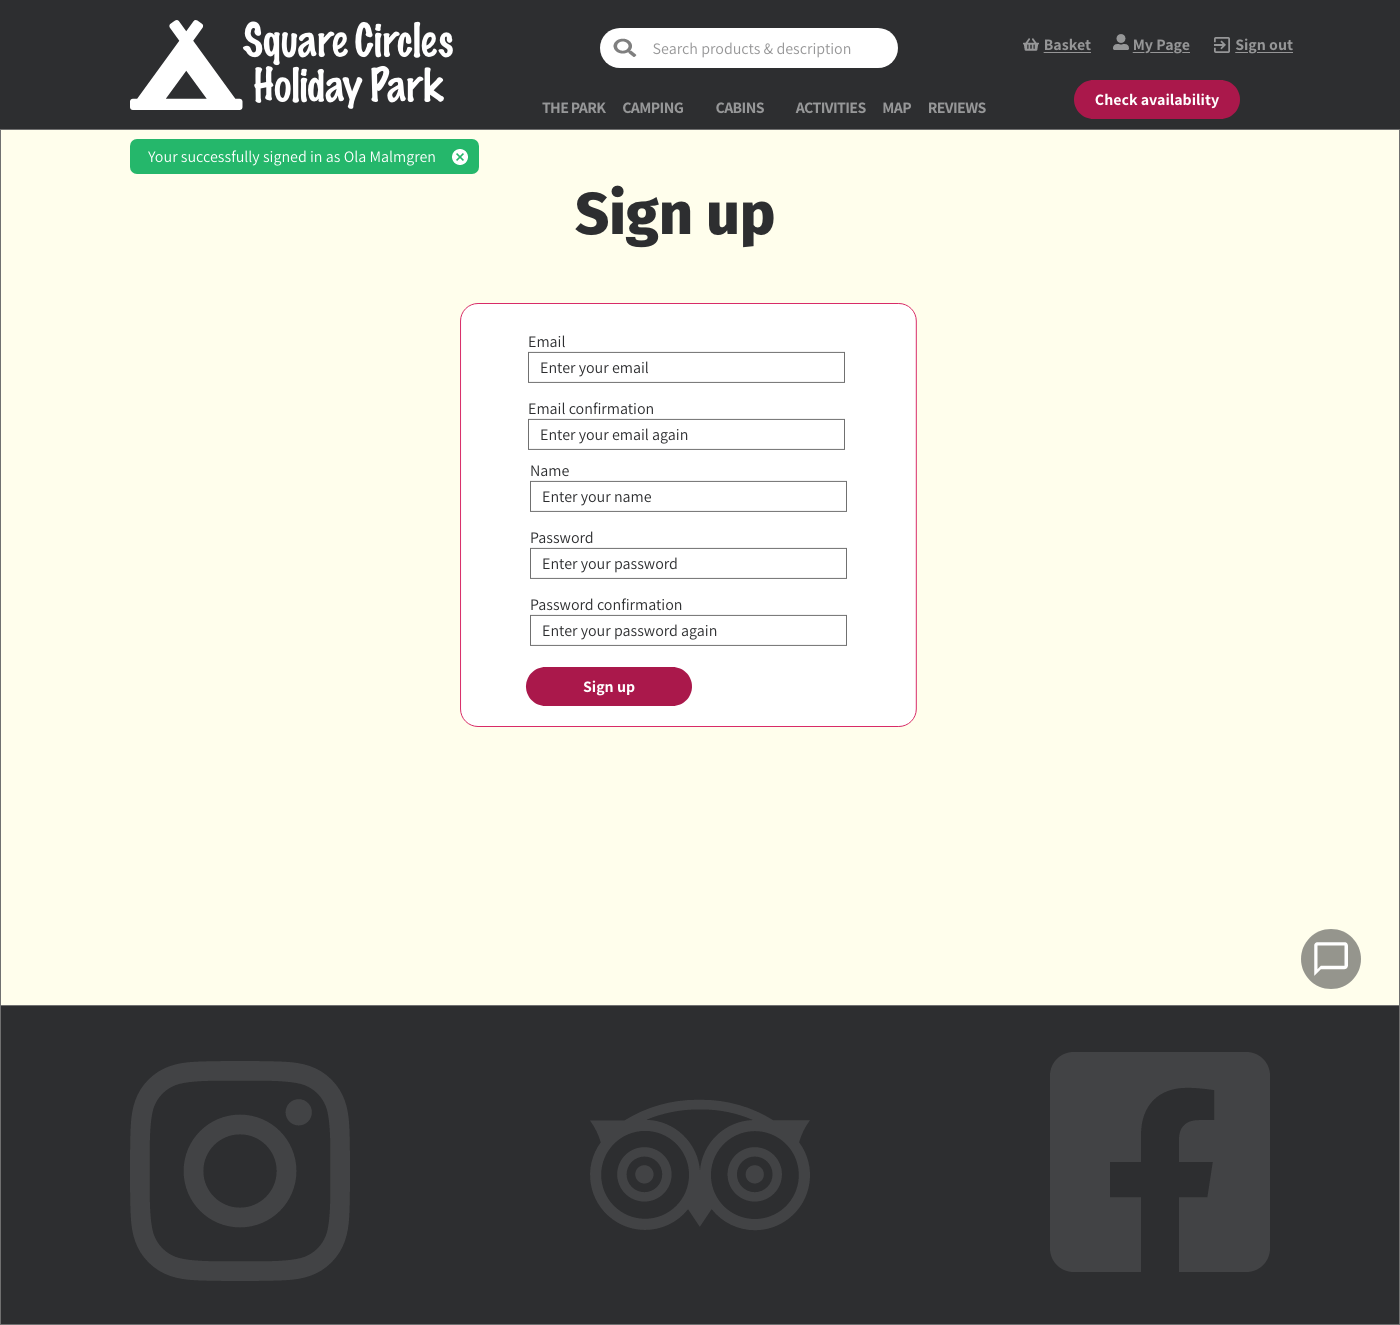 Square Circles
Holiday Park
Search products & description
Basket
My Page
Sign out
THE PARK
CAMPING
CABINS
ACTIVITIES
MAP
REVIEWS
Check availability
Your successfully signed in as Ola Malmgren
Sign up
Email
Enter your email
Email confirmation
Enter your email again
Name
Enter your name
Password
Enter your password
Password confirmation
Enter your password again
Sign up